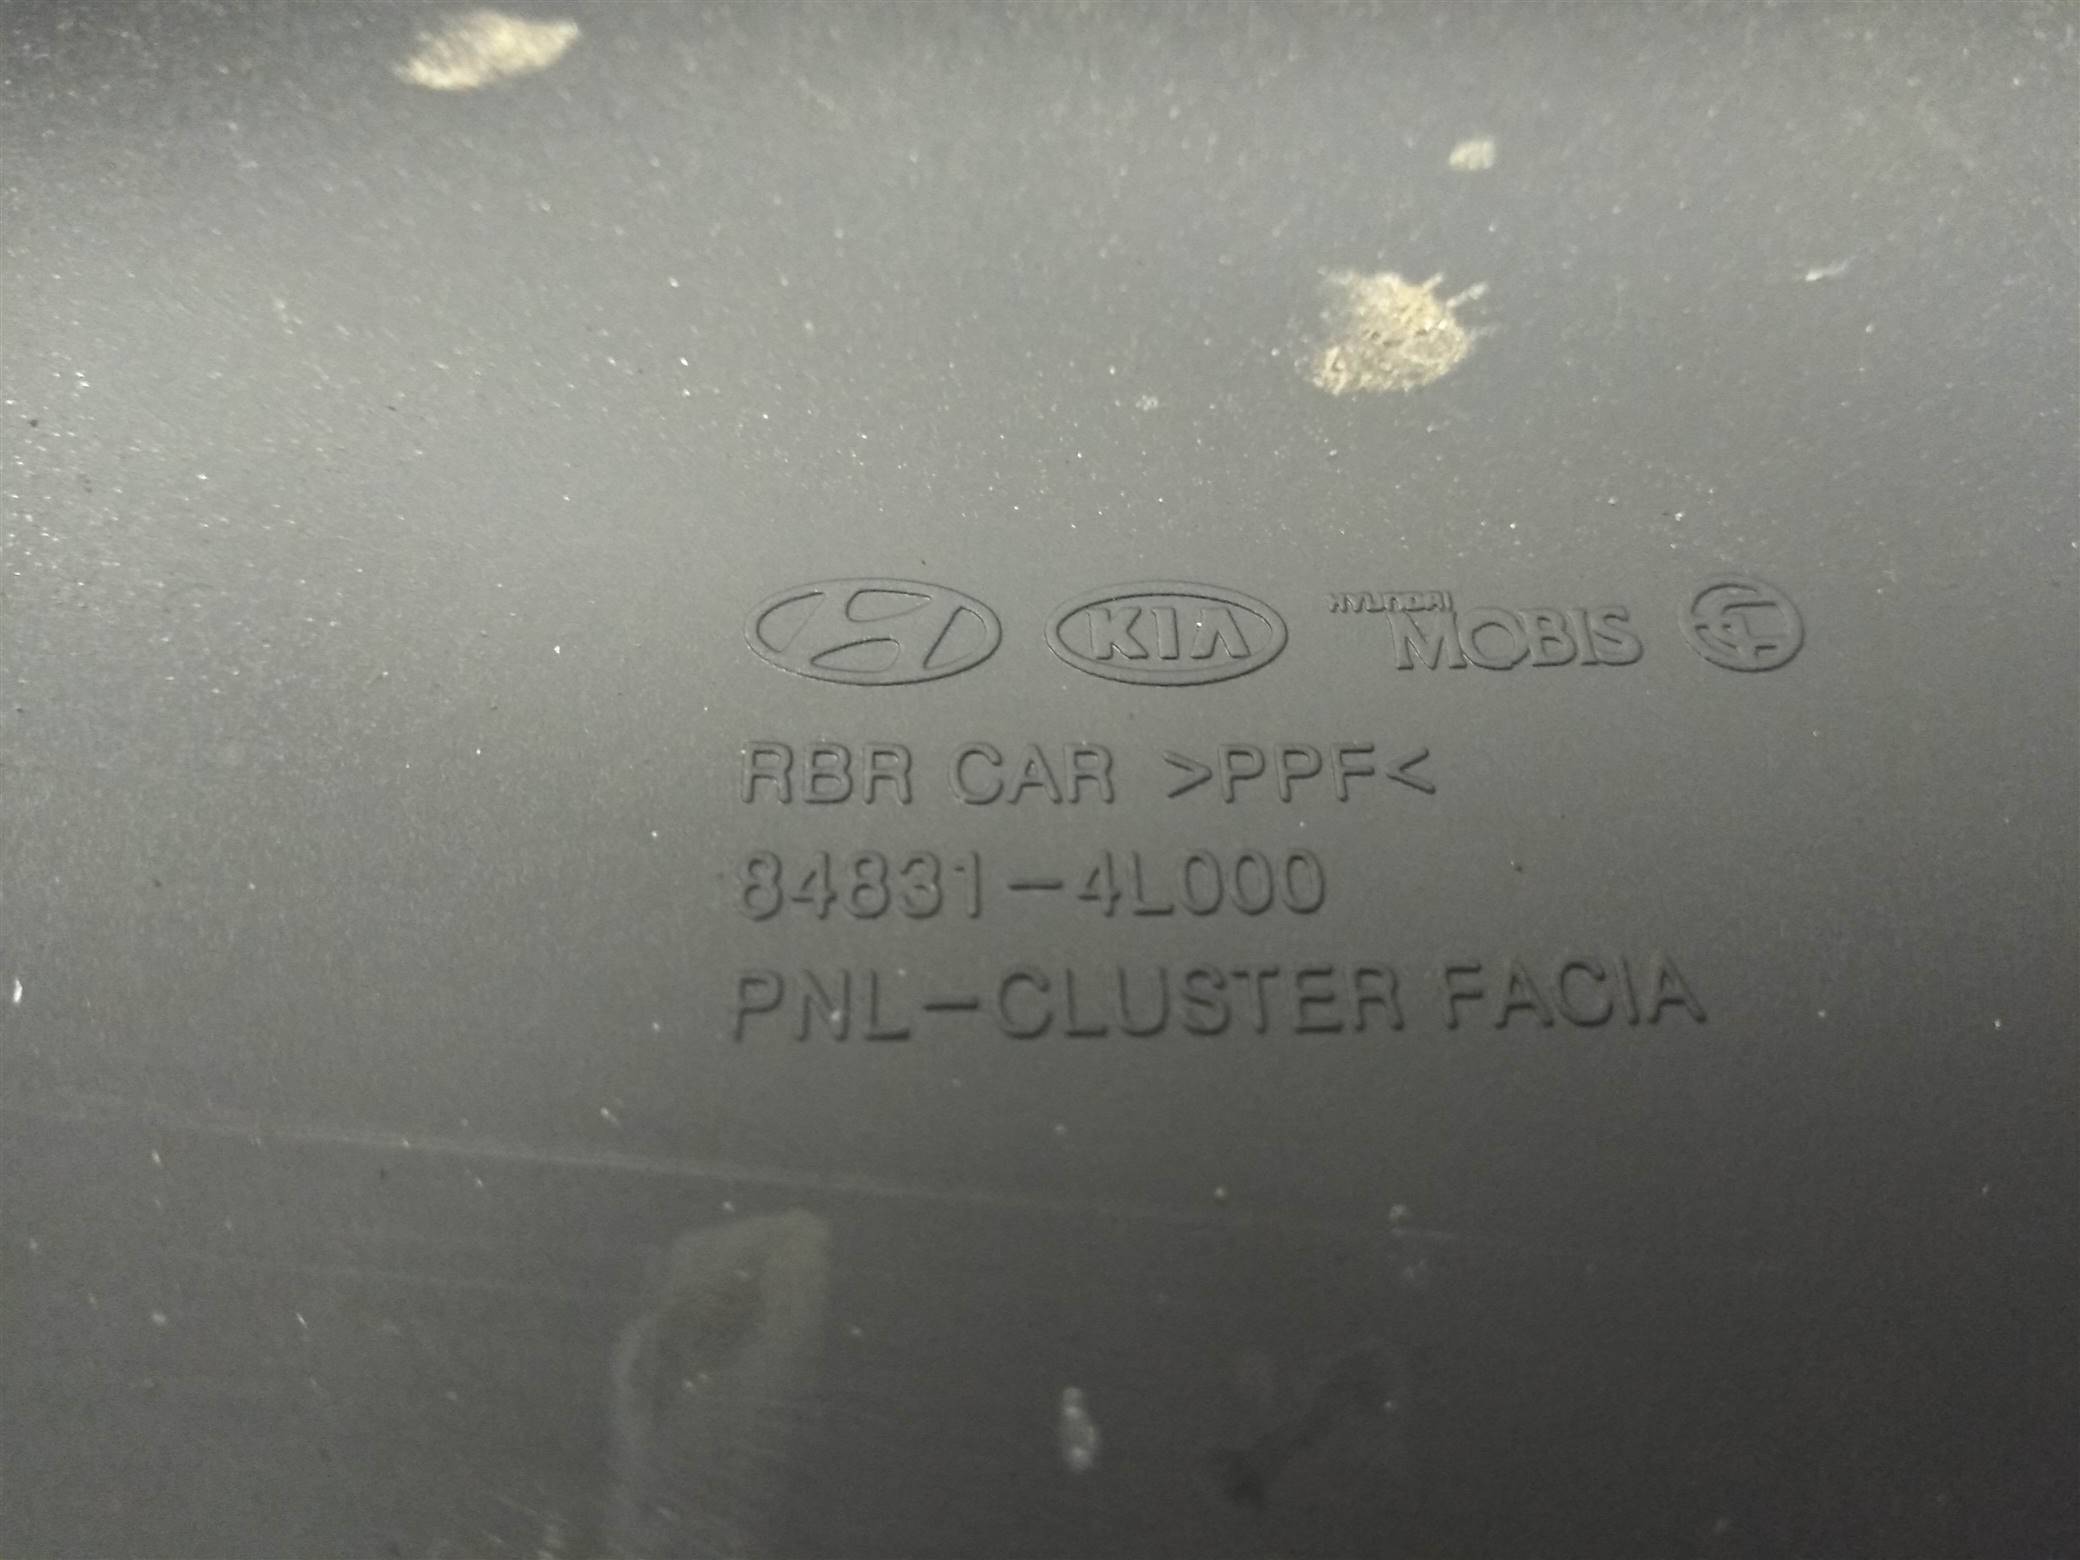 KIA HYUNDAI MOBIS
RBR CAR >PPF<
84831-4L000
PNL-CLUSTER FACIA